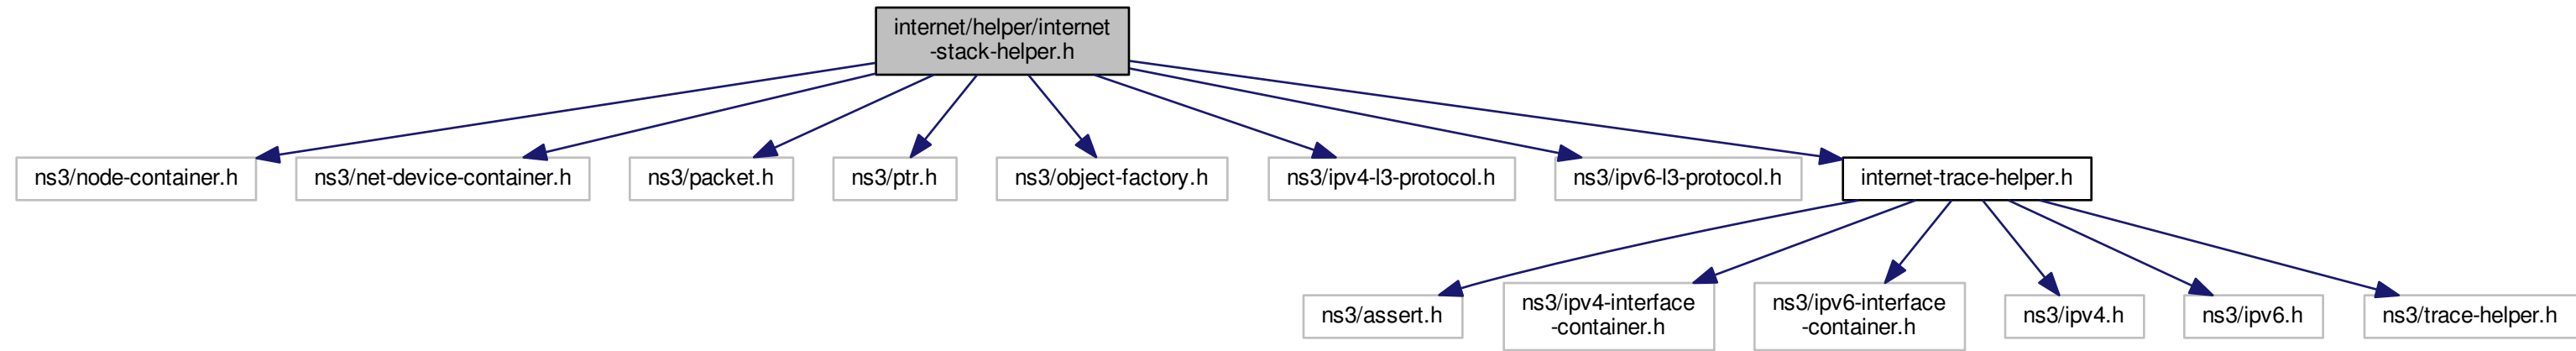 internet/helper/internet
-stack-helper.h
ns3/node-container.h
ns3/net-device-container.h
ns3/packet.h
ns3/ptr.h
ns3/object-factory.h
ns3/ipv4-l3-protocol.h
ns3/ipv6-l3-protocol.h
internet-trace-helper.h
ns3/assert.h
ns3/ipv4-interface
-container.h
ns3/ipv6-interface
-container.h
ns3/ipv4.h
ns3/ipv6.h
ns3/trace-helper.h